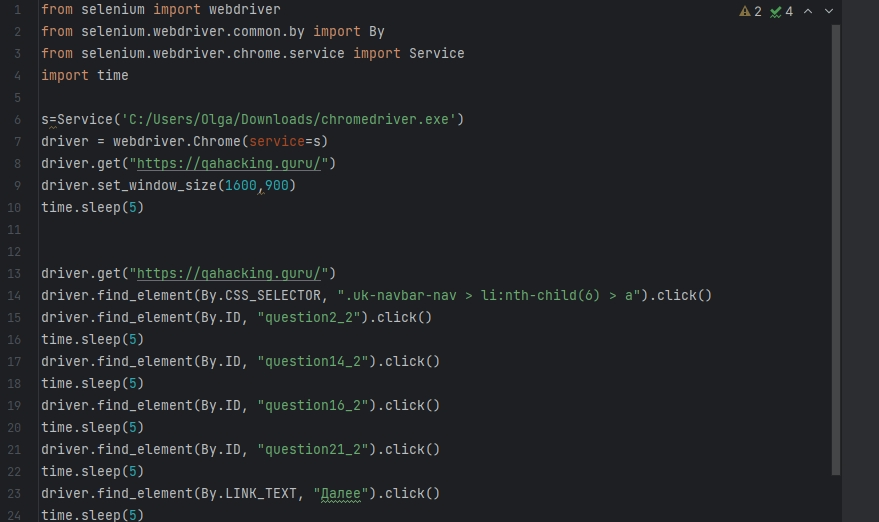 1 from selenium import webdriver
2 from selenium.webdriver.common.by import By
3 from selenium.webdriver.chrome.service import Service
4 import time
5
6 s=Service('C:/Users/Olga/Downloads/chromedriver.exe')
7 driver = webdriver.Chrome(service=s)
8 driver.get("https://qahacking.guru/")
9 driver.set_window_size(1600,900)
10 time.sleep(5)
11
12
13 driver.get("https://qahacking.guru/")
14 driver.find_element(By.CSS_SELECTOR, ".uk-navbar-nav > li:nth-child(6) > a").click()
15 driver.find_element(By.ID, "question2_2").click()
16 time.sleep(5)
17 driver.find_element(By.ID, "question14_2").click()
18 time.sleep(5)
19 driver.find_element(By.ID, "question16_2").click()
20 time.sleep(5)
21 driver.find_element(By.ID, "question21_2").click()
22 time.sleep(5)
23 driver.find_element(By.LINK_TEXT, "Далее").click()
24 time.sleep(5)
2 4